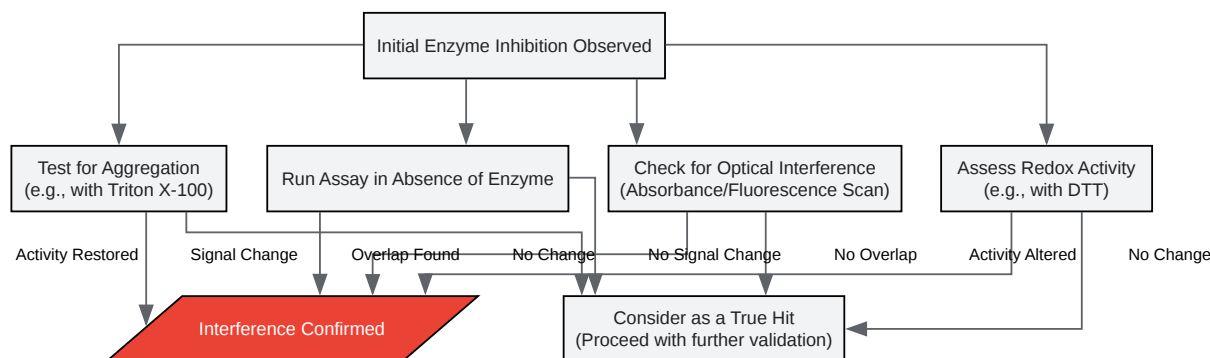 Initial Enzyme Inhibition Observed
Test for Aggregation
(e.g., with Triton X-100)
Run Assay in Absence of Enzyme
Check for Optical Interference
(Absorbance/Fluorescence Scan)
Assess Redox Activity
(e.g., with DTT)
Activity Restored
Signal Change
Overlap Found
No Change
No Signal Change
No Overlap
Activity Altered
No Change
Interference Confirmed
Consider as a True Hit
(Proceed with further validation)